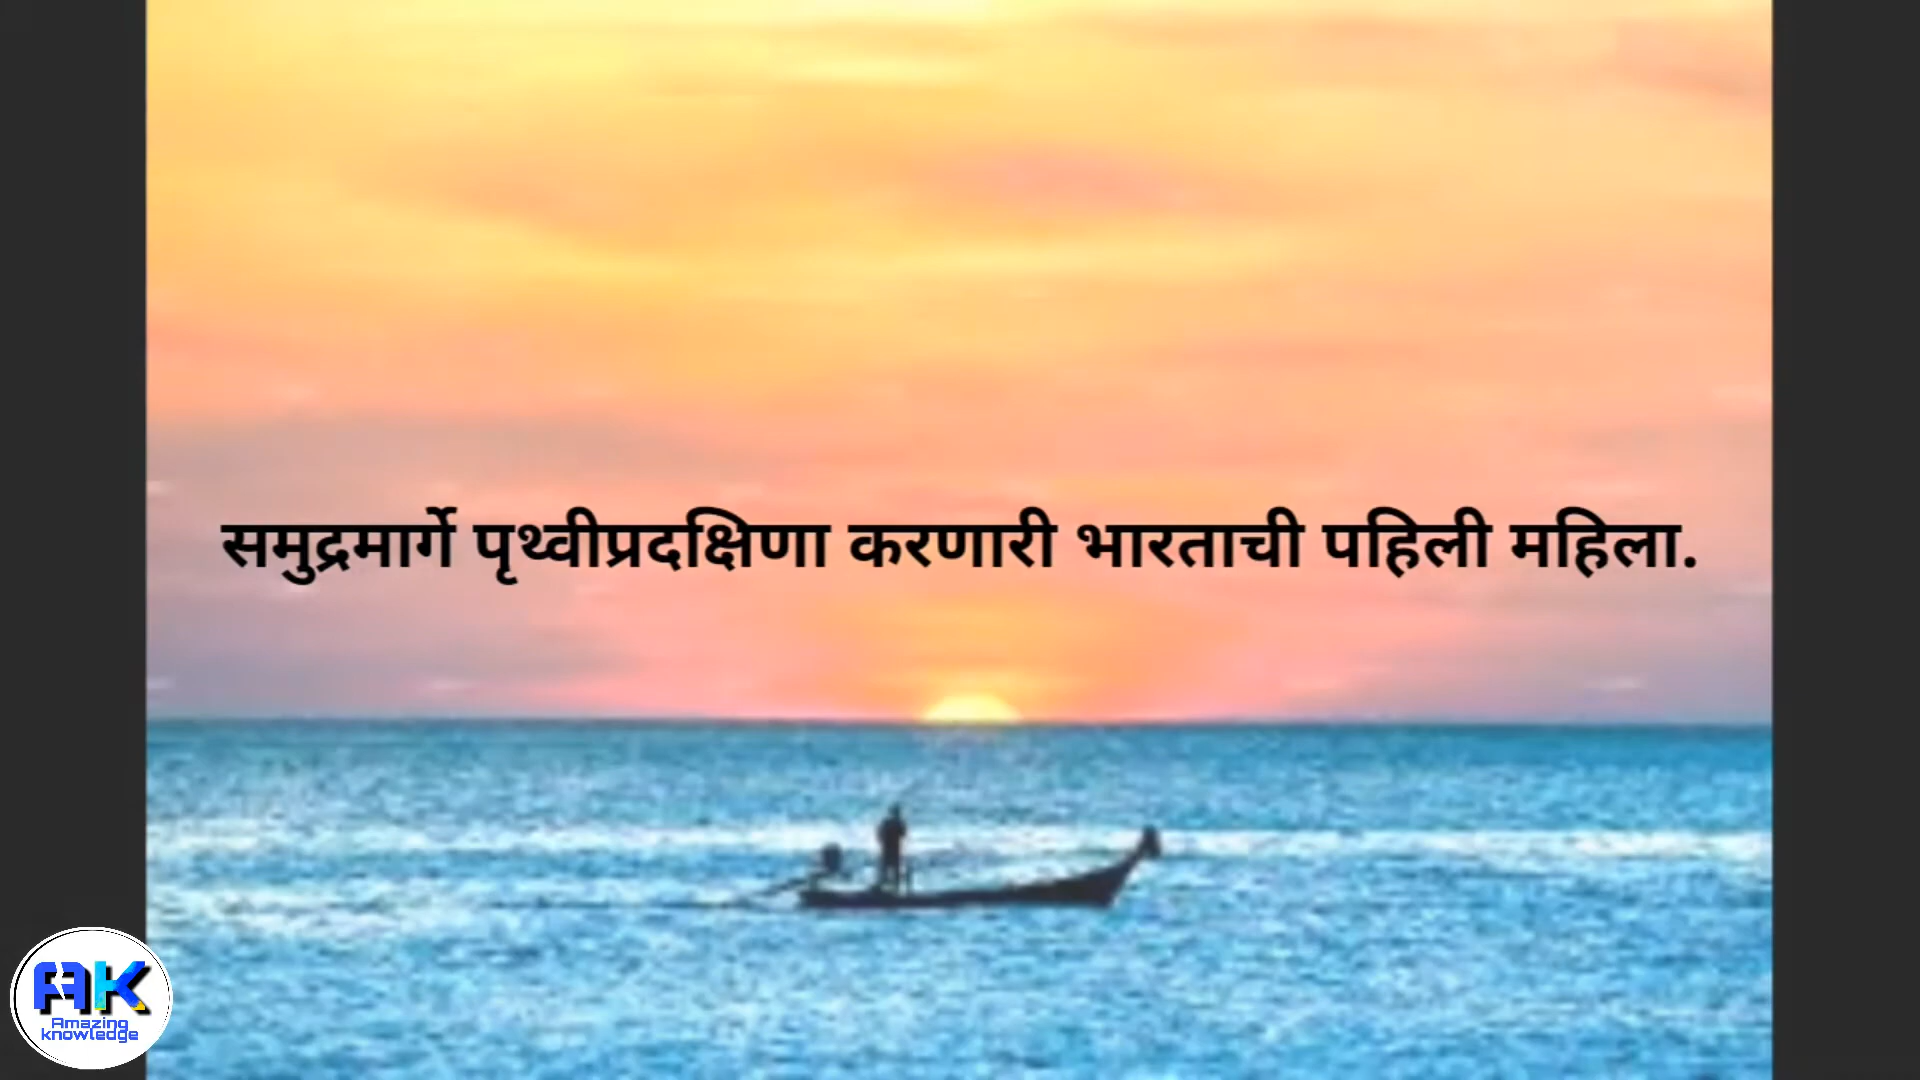 समुद्रमार्गे पृथ्वीप्रदक्षिणा करणारी भारताची पहिली महिला.
AK
Amazing
knowledge